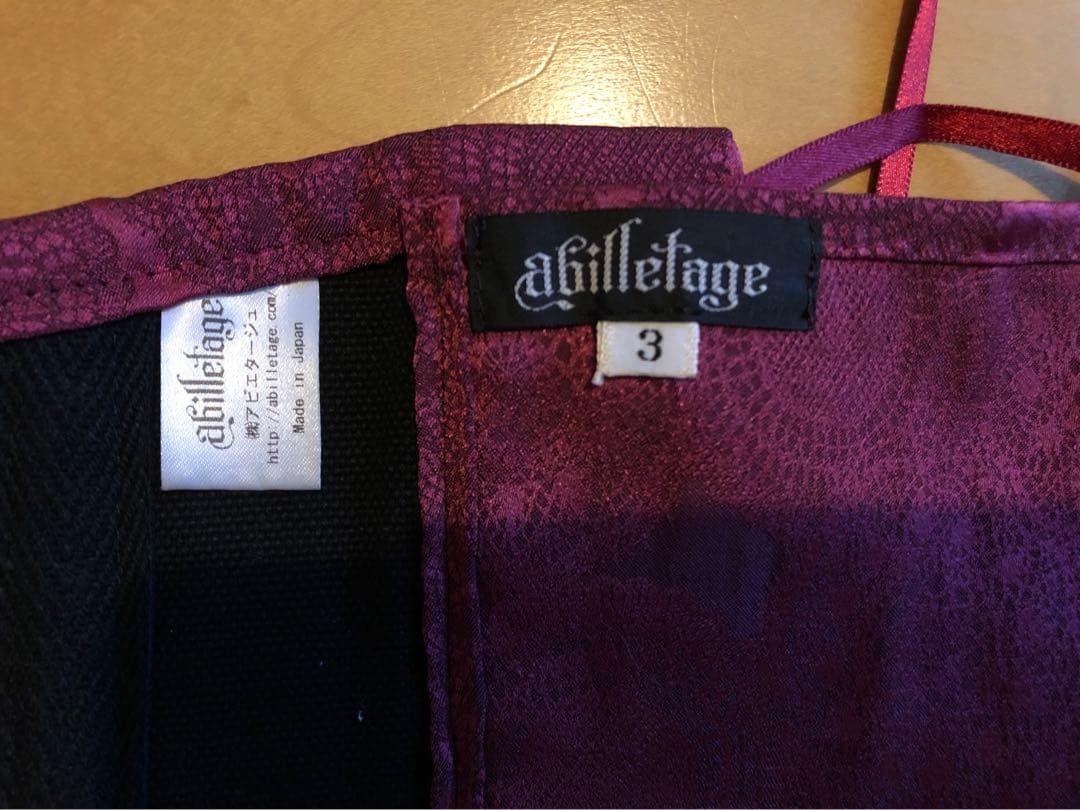 abilletage
3
abilletage
㈱アビエタージュ
http://abilletage.com/
Made in Japan